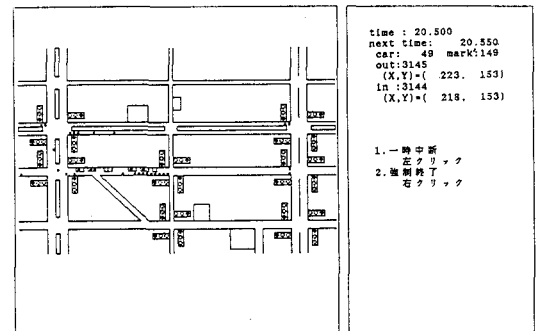 time : 20.500
next time: 20.550
car: 49 mark:149
out:3145
(X,Y)=( 223, 153)
in :3144
(X,Y)=( 218, 153)
1.一時中断
左クリック
2.強制終了
右クリック